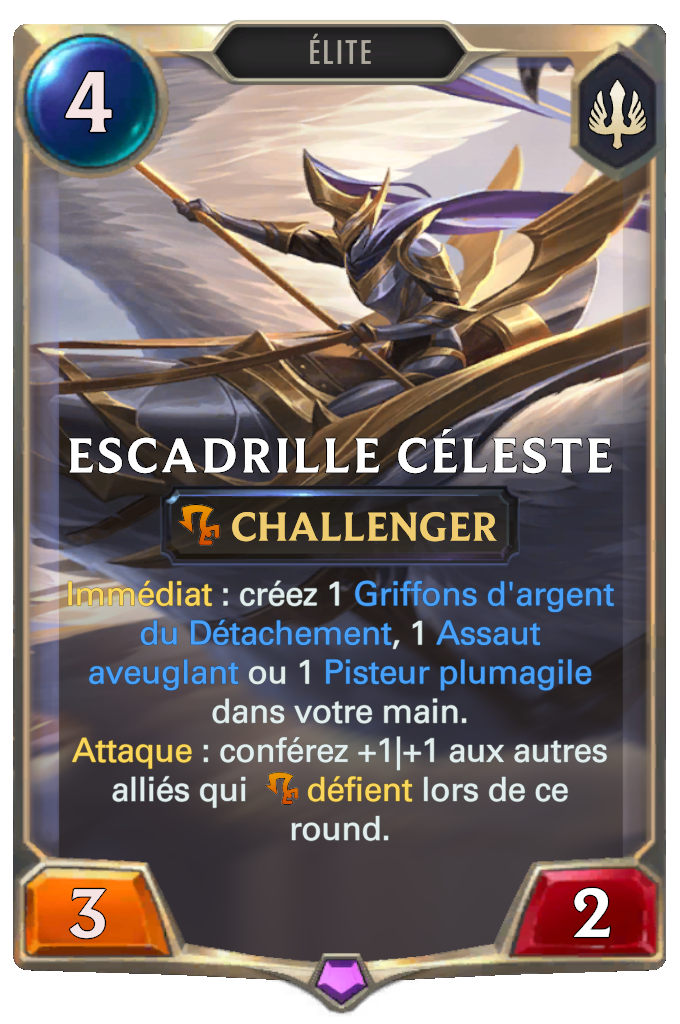 ÉLITE
4
ESCADRILLE CÉLESTE
CHALLENGER
Immédiat : créez 1 Griffons d'argent
du Détachement, 1 Assaut
aveuglant ou 1 Pisteur plumagile
dans votre main.
Attaque : conférez +1|+1 aux autres
alliés qui défient lors de ce
round.
3
2